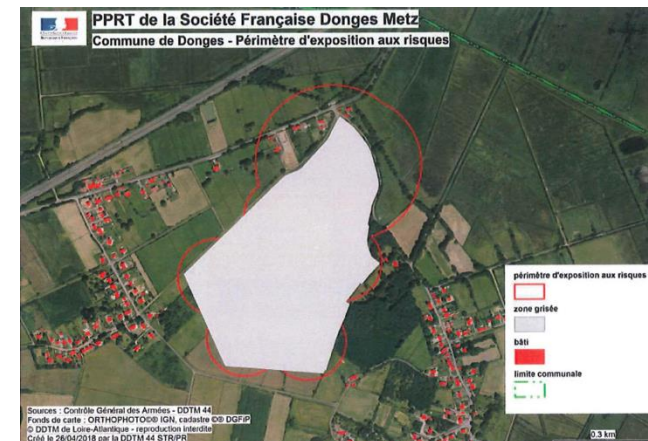 PPRT de la Société Française Donges Metz
Commune de Donges - Périmètre d'exposition aux risques
périmètre d'exposition aux risques
zone grisée
bâti
limite communale
Sources : Contrôle Général des Armées - DDTM 44
Fonds de carte : ORTHOPHOTO©® IGN, cadastre ©® DGFiP
© DDTM de Loire-Atlantique - reproduction interdite
Créé le 26/04/2018 par la DDTM 44 STR/PR
0.3 km